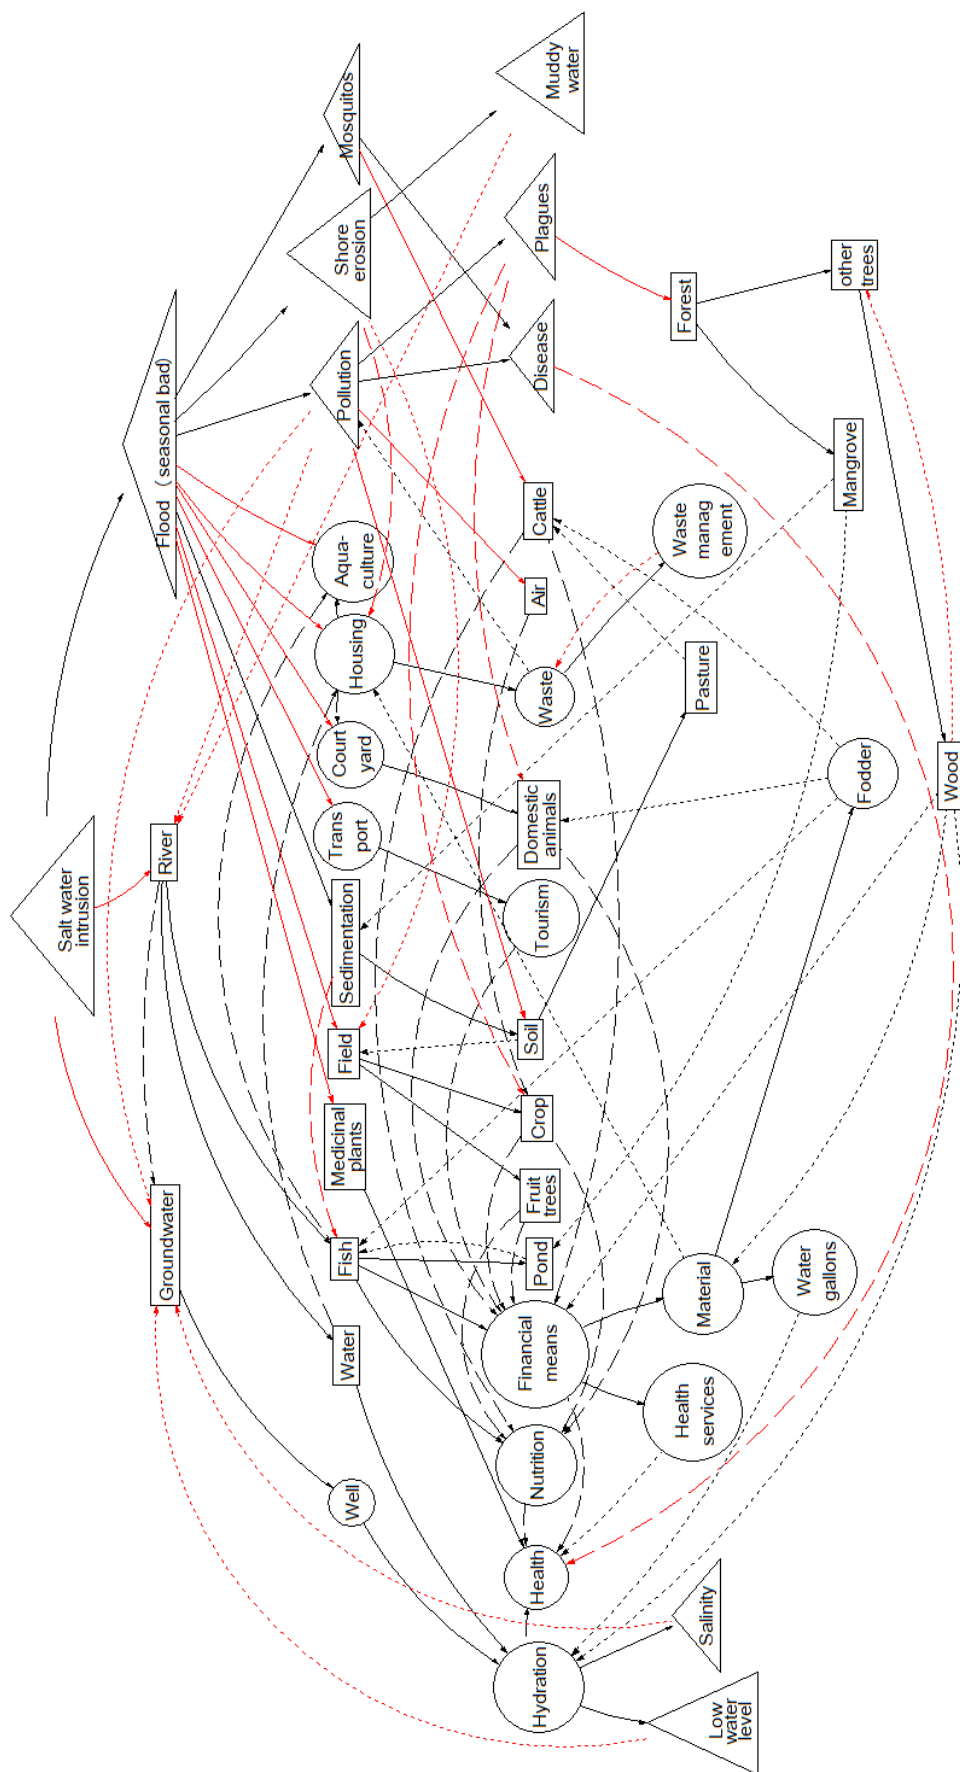 Salt water
intrusion
Flood (seasonal bad)
Groundwater
River
Mosquitos
Shore
erosion
Pollution
Aqua-
culture
Housing
Court
yard
Trans
port
Sedimentation
Field
Medicinal
plants
Fish
Water
Well
Muddy
water
Plagues
Disease
Cattle
Air
Waste
Domestic
animals
Tourism
Soil
Crop
Fruit
trees
Pond
Financial
means
Nutrition
Health
Hydration
Forest
Waste
manag
ement
Pasture
Material
Health
services
Salinity
Low
water
level
other
trees
Mangrove
Fodder
Water
gallons
Wood